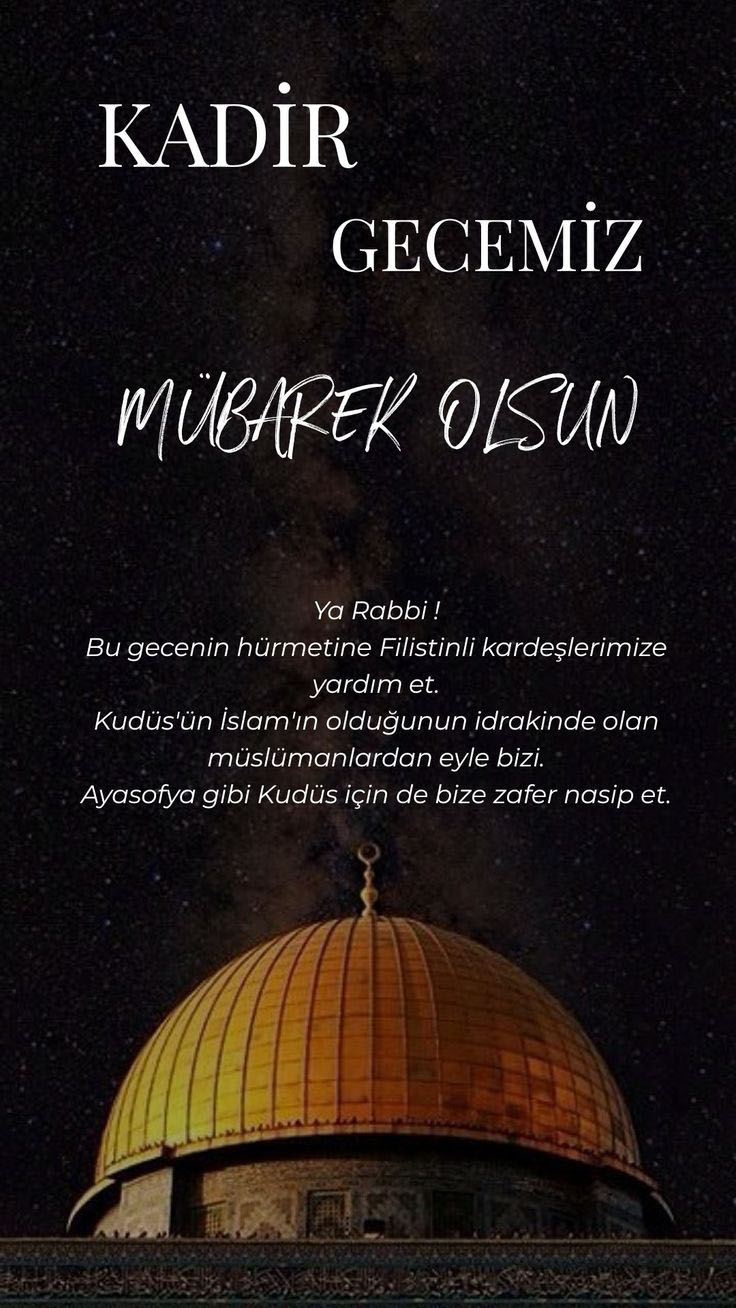 KADİR
GECEMİZ
MÜBAREK OLSUN
Ya Rabbi !
Bu gecenin hürmetine Filistinli kardeşlerimize
yardım et.
Kudüs'ün İslam'ın olduğunun idrakinde olan
müslümanlardan eyle bizi.
Ayasofya gibi Kudüs için de bize zafer nasip et.